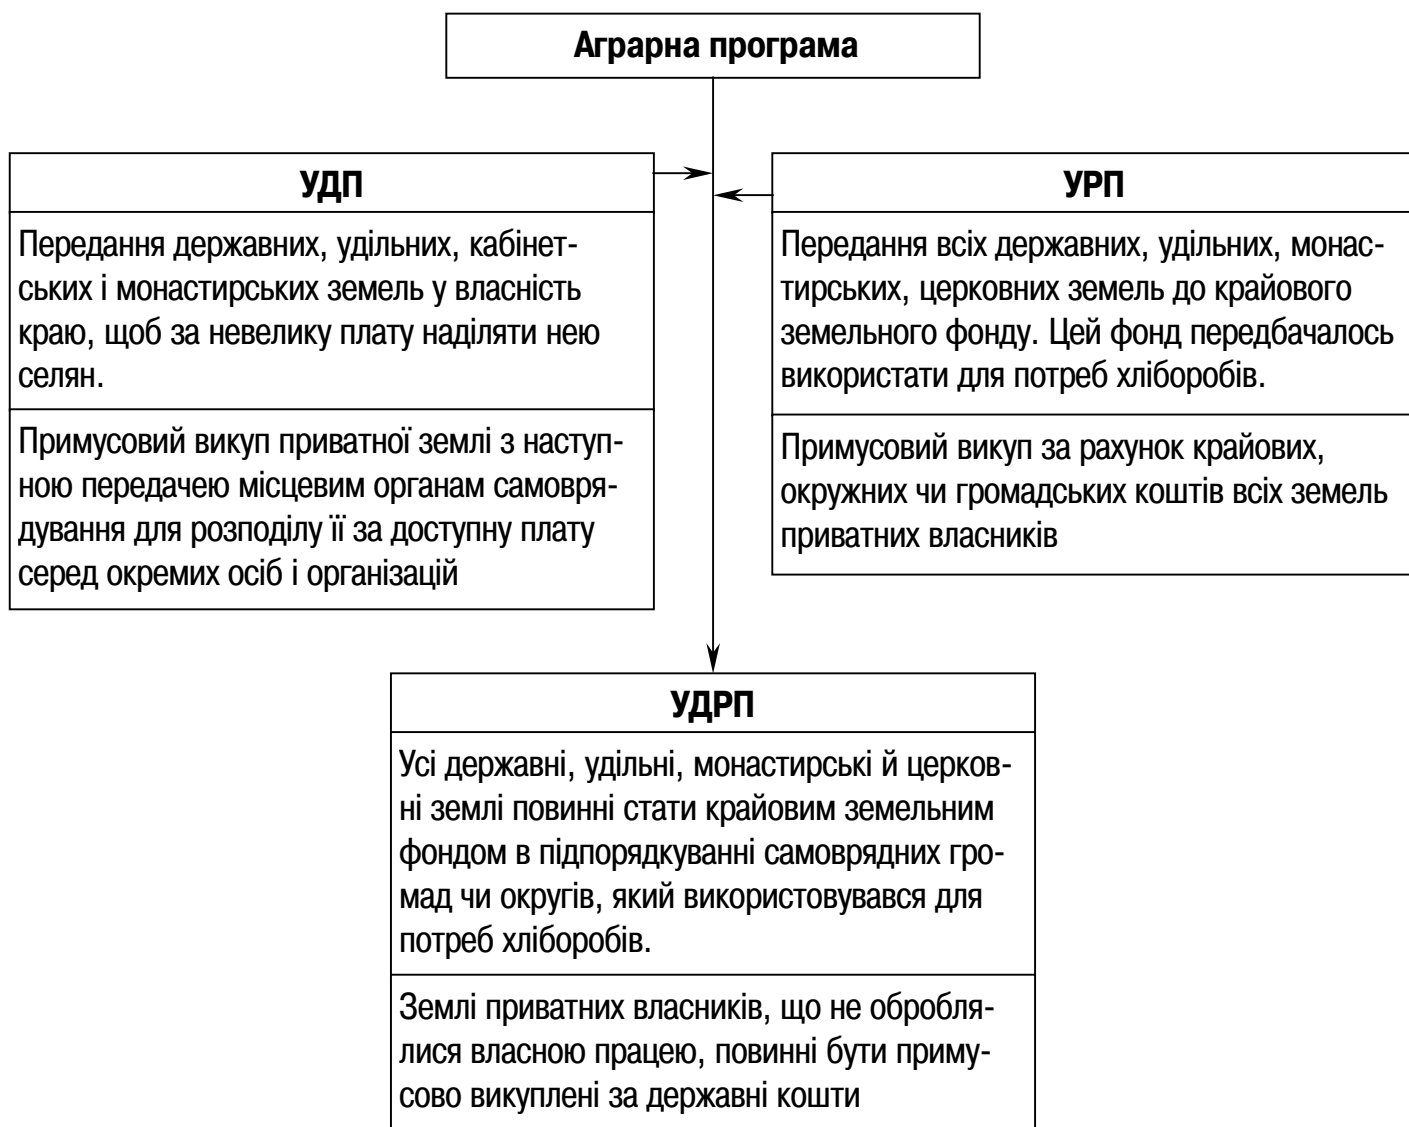 Аграрна програма
УДП
Передання державних, удільних, кабінет-
ських і монастирських земель у власність
краю, щоб за невелику плату наділяти нею
селян.
Примусовий викуп приватної землі з наступ-
ною передачею місцевим органам самовря-
дування для розподілу її за доступну плату
серед окремих осіб і організацій
УРП
Передання всіх державних, удільних, монас-
тирських, церковних земель до крайового
земельного фонду. Цей фонд передбачалось
використати для потреб хліборобів.
Примусовий викуп за рахунок крайових,
окружних чи громадських коштів всіх земель
приватних власників
УДРП
Усі державні, удільні, монастирські й церков-
ні землі повинні стати крайовим земельним
фондом в підпорядкуванні самоврядних гро-
мад чи округів, який використовувався для
потреб хліборобів.
Землі приватних власників, що не обробля-
лися власною працею, повинні бути приму-
сово викуплені за державні кошти